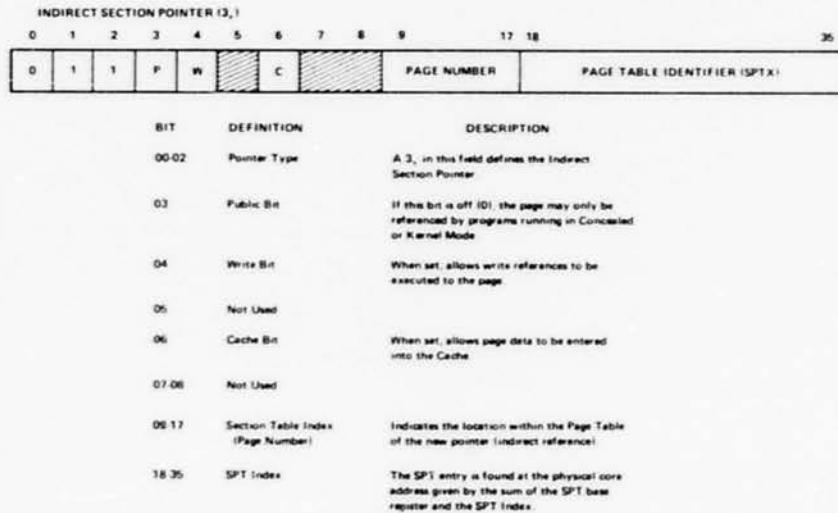 INDIRECT SECTION POINTER (3,)
0 1 2 3 4 5 6 7 8 9 17 18 35
0 1 1 P W C PAGE NUMBER PAGE TABLE IDENTIFIER (SPTX)
BIT DEFINITION DESCRIPTION
00-02 Pointer Type A 3, in this field defines the Indirect
Section Pointer
03 Public Bit If this bit is off (0), the page may only be
referenced by programs running in Concealed
or Kernel Mode
04 Write Bit When set, allows write references to be
executed to the page.
05 Not Used
06 Cache Bit When set, allows page data to be entered
into the Cache
07-08 Not Used
09-17 Section Table Index Indicates the location within the Page Table
(Page Number) of the new pointer (indirect reference)
18-35 SPT Index The SPT entry is found at the physical core
address given by the sum of the SPT base
register and the SPT Index.